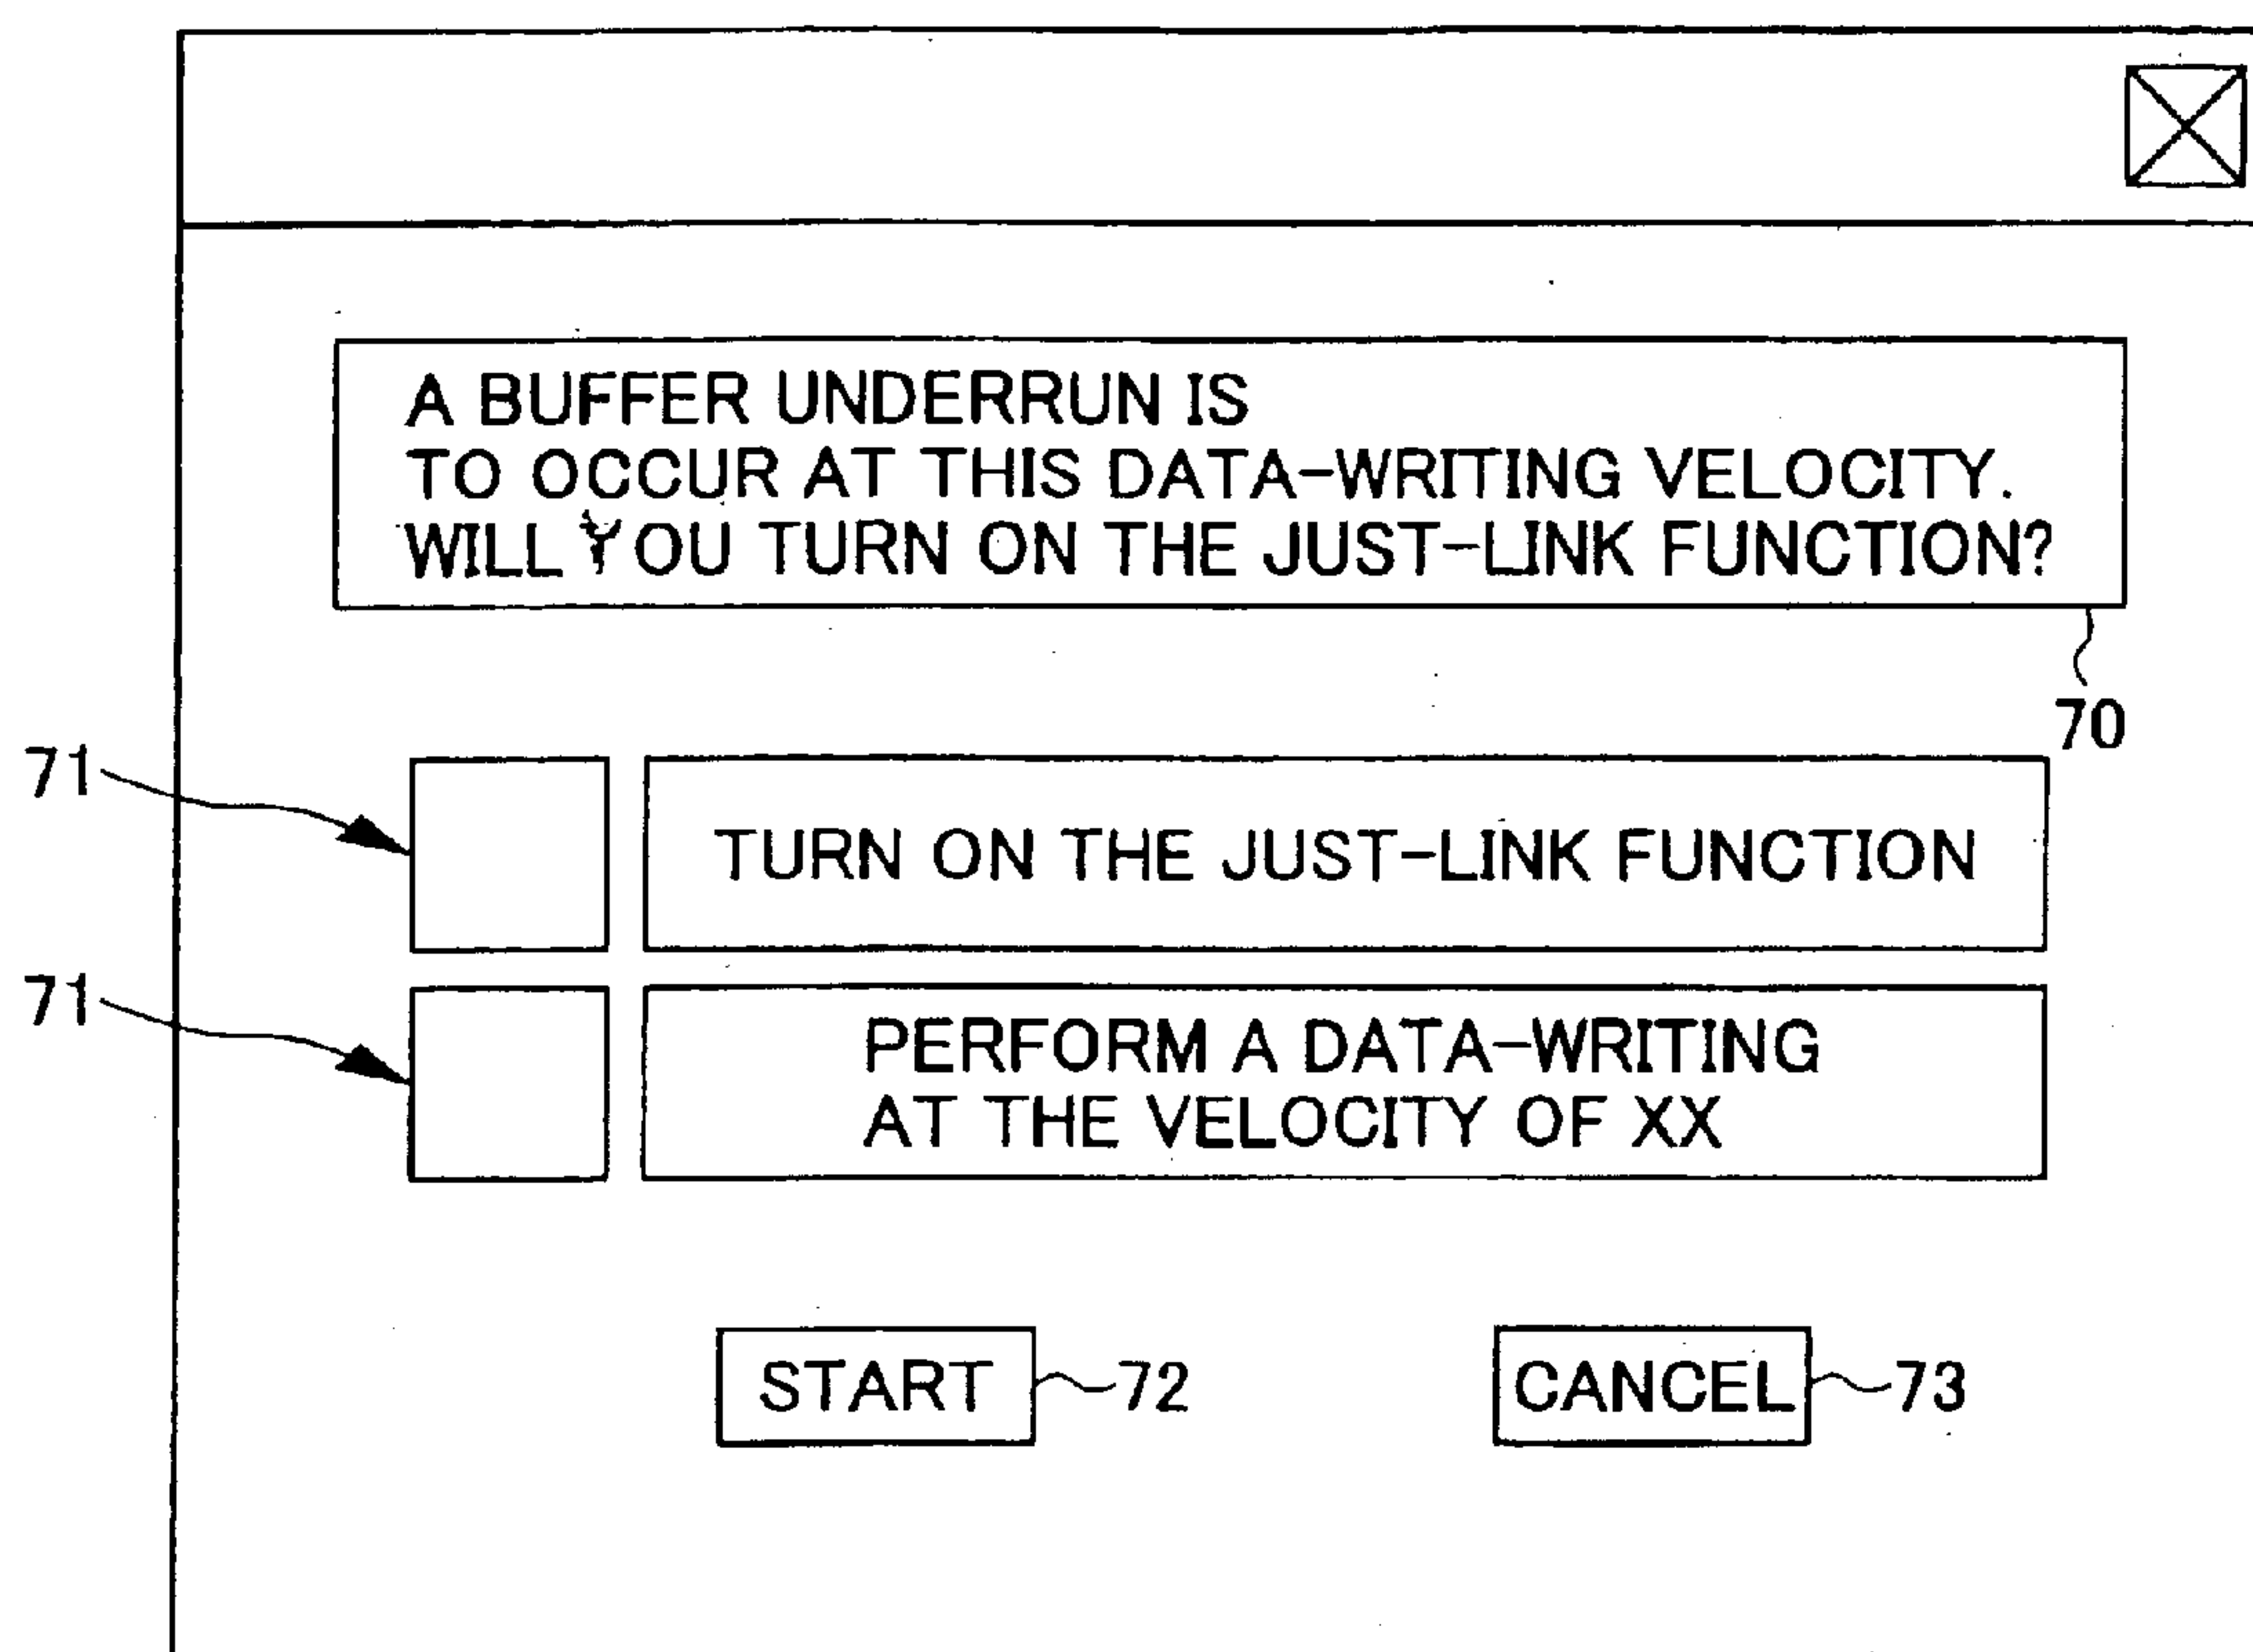 A BUFFER UNDERRUN IS
TO OCCUR AT THIS DATA-WRITING VELOCITY.
WILL YOU TURN ON THE JUST-LINK FUNCTION?
70
71
TURN ON THE JUST-LINK FUNCTION
71
PERFORM A DATA-WRITING
AT THE VELOCITY OF XX
START 72 CANCEL 73